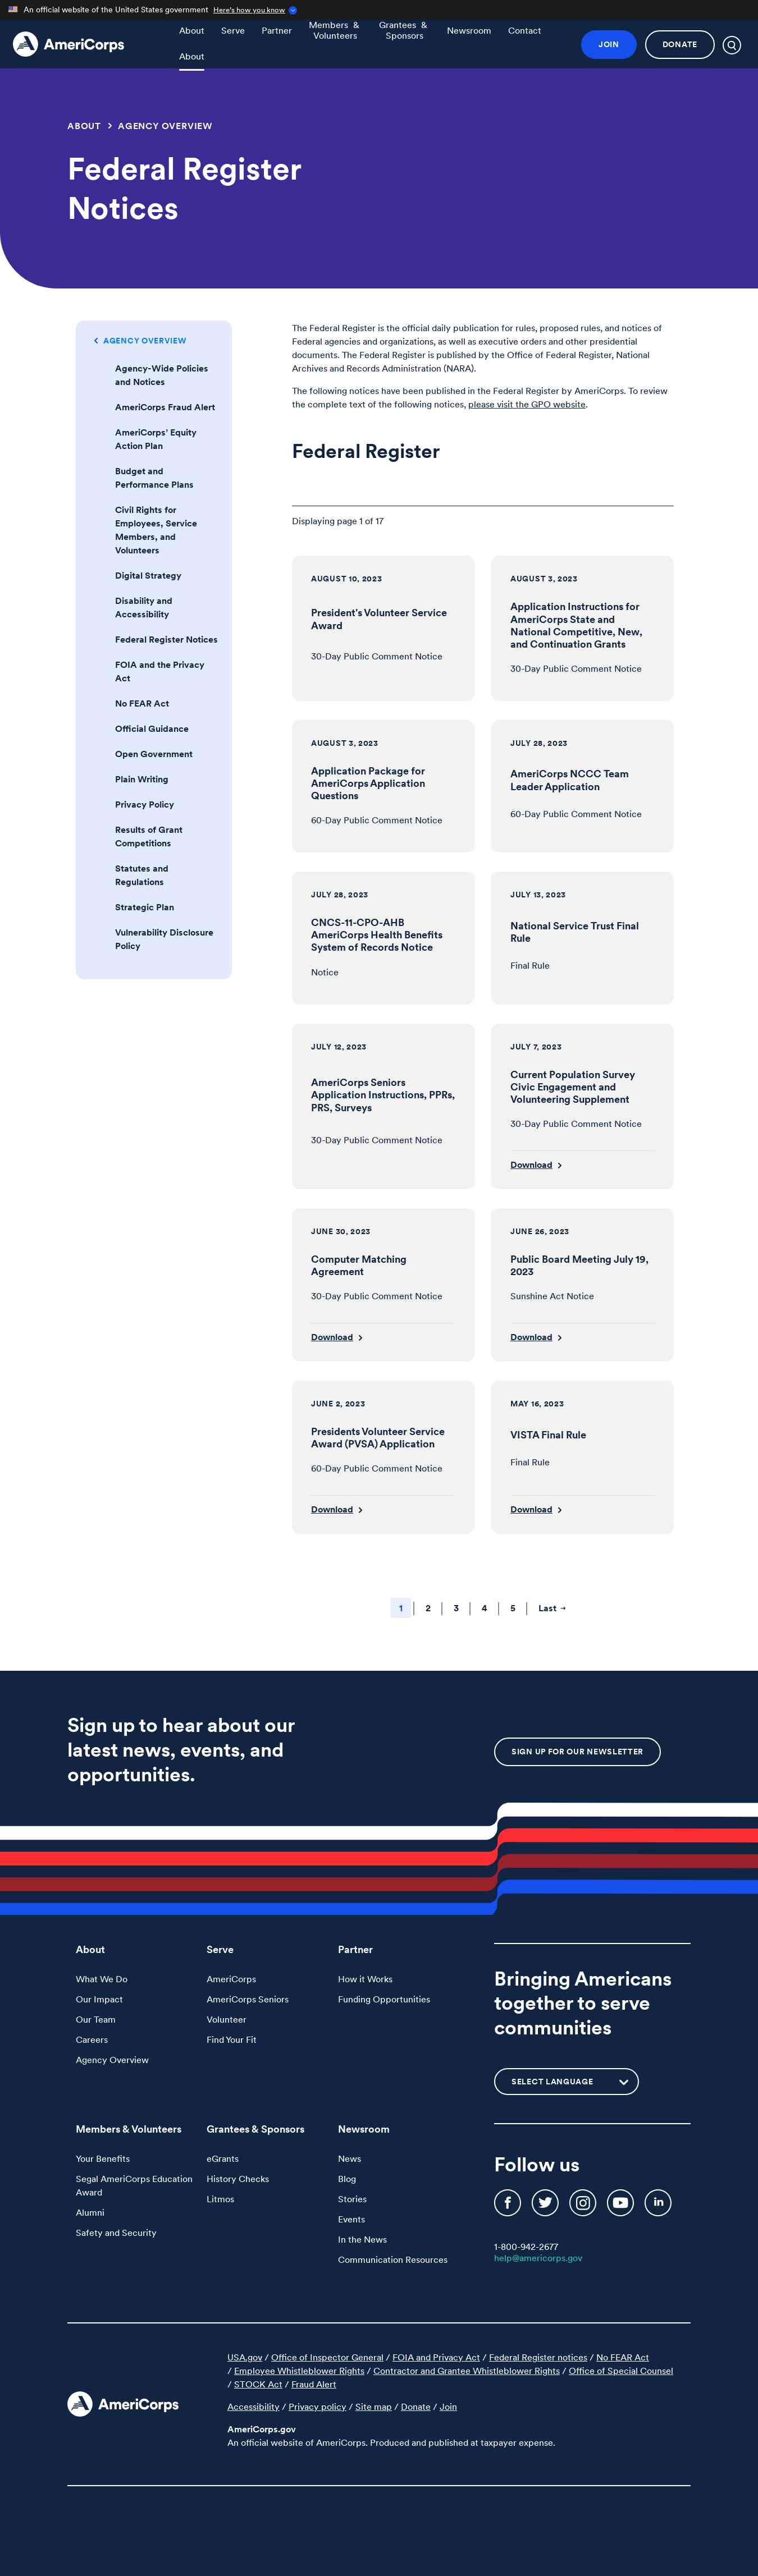 An official website of the United States government Here's how you know
AmeriCorps
About
Serve
Partner
Members & Volunteers
Grantees & Sponsors
Newsroom
Contact
About
JOIN
DONATE
ABOUT
AGENCY OVERVIEW
Federal Register
Notices
AGENCY OVERVIEW
Agency-Wide Policies
and Notices
AmeriCorps Fraud Alert
AmeriCorps' Equity
Action Plan
Budget and
Performance Plans
Civil Rights for
Employees, Service
Members, and
Volunteers
Digital Strategy
Disability and
Accessibility
Federal Register Notices
FOIA and the Privacy
Act
No FEAR Act
Official Guidance
Open Government
Plain Writing
Privacy Policy
Results of Grant
Competitions
Statutes and
Regulations
Strategic Plan
Vulnerability Disclosure
Policy
The Federal Register is the official daily publication for rules, proposed rules, and notices of
Federal agencies and organizations, as well as executive orders and other presidential
documents. The Federal Register is published by the Office of Federal Register, National
Archives and Records Administration (NARA).
The following notices have been published in the Federal Register by AmeriCorps. To review
the complete text of the following notices, please visit the GPO website.
Federal Register
Displaying page 1 of 17
AUGUST 10, 2023
President's Volunteer Service
Award
30-Day Public Comment Notice
AUGUST 3, 2023
Application Instructions for
AmeriCorps State and
National Competitive, New,
and Continuation Grants
30-Day Public Comment Notice
AUGUST 3, 2023
Application Package for
AmeriCorps Application
Questions
60-Day Public Comment Notice
JULY 28, 2023
AmeriCorps NCCC Team
Leader Application
60-Day Public Comment Notice
JULY 28, 2023
CNCS-11-CPO-AHB
AmeriCorps Health Benefits
System of Records Notice
Notice
JULY 13, 2023
National Service Trust Final
Rule
Final Rule
JULY 12, 2023
AmeriCorps Seniors
Application Instructions, PPRs,
PRS, Surveys
30-Day Public Comment Notice
JULY 7, 2023
Current Population Survey
Civic Engagement and
Volunteering Supplement
30-Day Public Comment Notice
Download
JUNE 30, 2023
Computer Matching
Agreement
30-Day Public Comment Notice
Download
JUNE 26, 2023
Public Board Meeting July 19,
2023
Sunshine Act Notice
Download
JUNE 2, 2023
Presidents Volunteer Service
Award (PVSA) Application
60-Day Public Comment Notice
Download
MAY 16, 2023
VISTA Final Rule
Final Rule
Download
1 2 3 4 5 Last →
Sign up to hear about our
latest news, events, and
opportunities.
SIGN UP FOR OUR NEWSLETTER
About
What We Do
Our Impact
Our Team
Careers
Agency Overview
Serve
AmeriCorps
AmeriCorps Seniors
Volunteer
Find Your Fit
Partner
How it Works
Funding Opportunities
Bringing Americans
together to serve
communities
SELECT LANGUAGE
Members & Volunteers
Your Benefits
Segal AmeriCorps Education
Award
Alumni
Safety and Security
Grantees & Sponsors
eGrants
History Checks
Litmos
Newsroom
News
Blog
Stories
Events
In the News
Communication Resources
Follow us
1-800-942-2677
help@americorps.gov
AmeriCorps
USA.gov / Office of Inspector General / FOIA and Privacy Act / Federal Register notices / No FEAR Act
/ Employee Whistleblower Rights / Contractor and Grantee Whistleblower Rights / Office of Special Counsel
/ STOCK Act / Fraud Alert
Accessibility / Privacy policy / Site map / Donate / Join
AmeriCorps.gov
An official website of AmeriCorps. Produced and published at taxpayer expense.